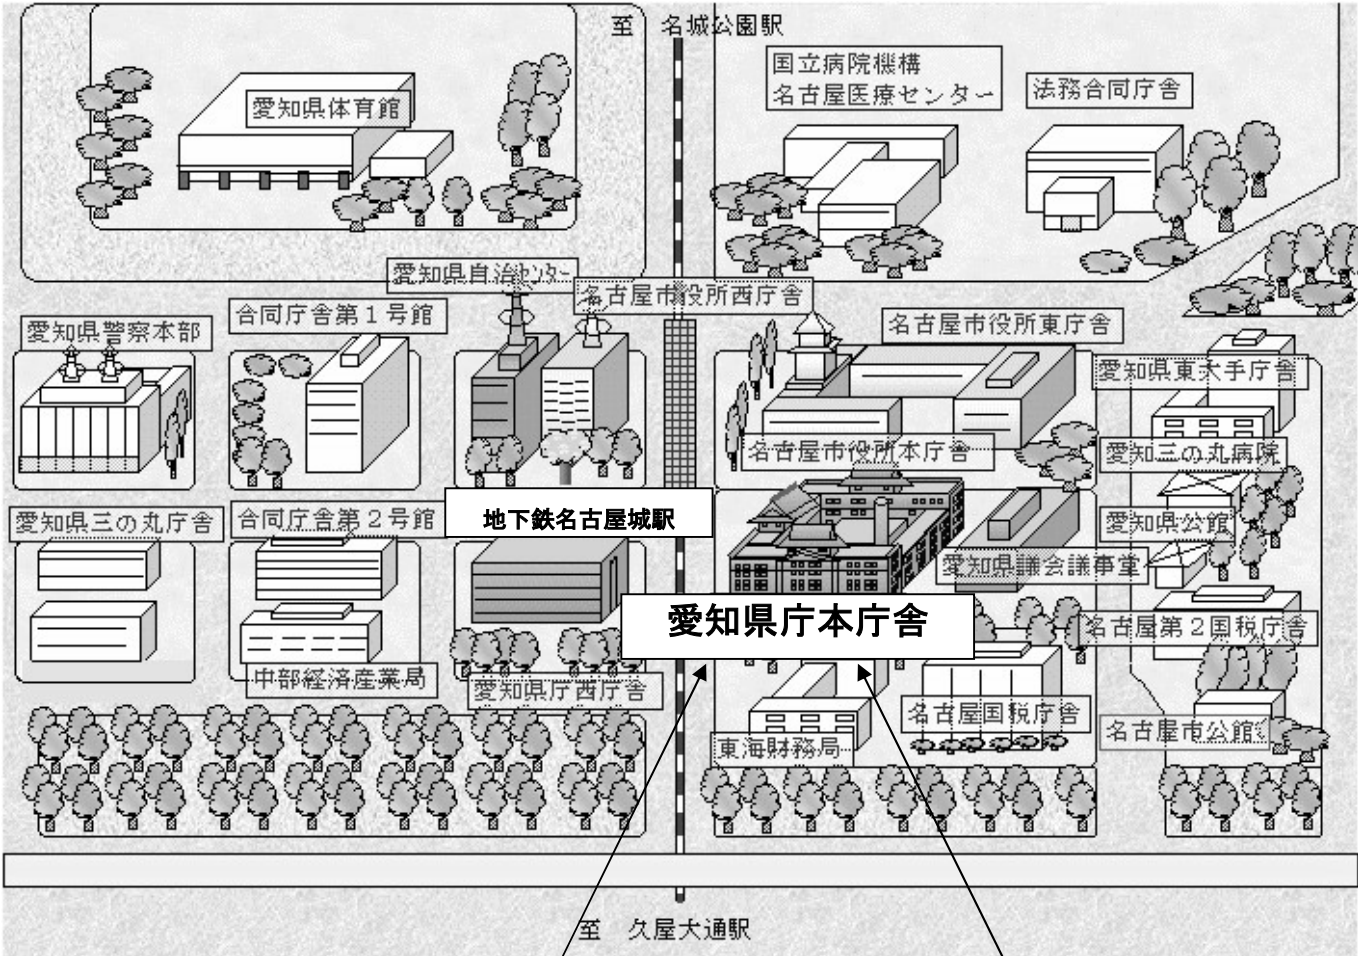 至　名城公園駅
国立病院機構
名古屋医療センター
法務合同庁舎
愛知県体育館
愛知県自治センター
名古屋市役所西庁舎
合同庁舎第１号館
愛知県警察本部
名古屋市役所東庁舎
愛知県東大手庁舎
名古屋市役所本庁舎
愛知三の丸病院
愛知県三の丸庁舎
合同庁舎第２号館
地下鉄名古屋城駅
愛知県公館
愛知県議会議事堂
愛知県庁本庁舎
名古屋第２国税庁舎
中部経済産業局
愛知県庁西庁舎
名古屋国税庁舎
東海財務局
名古屋市公館
至　久屋大通駅